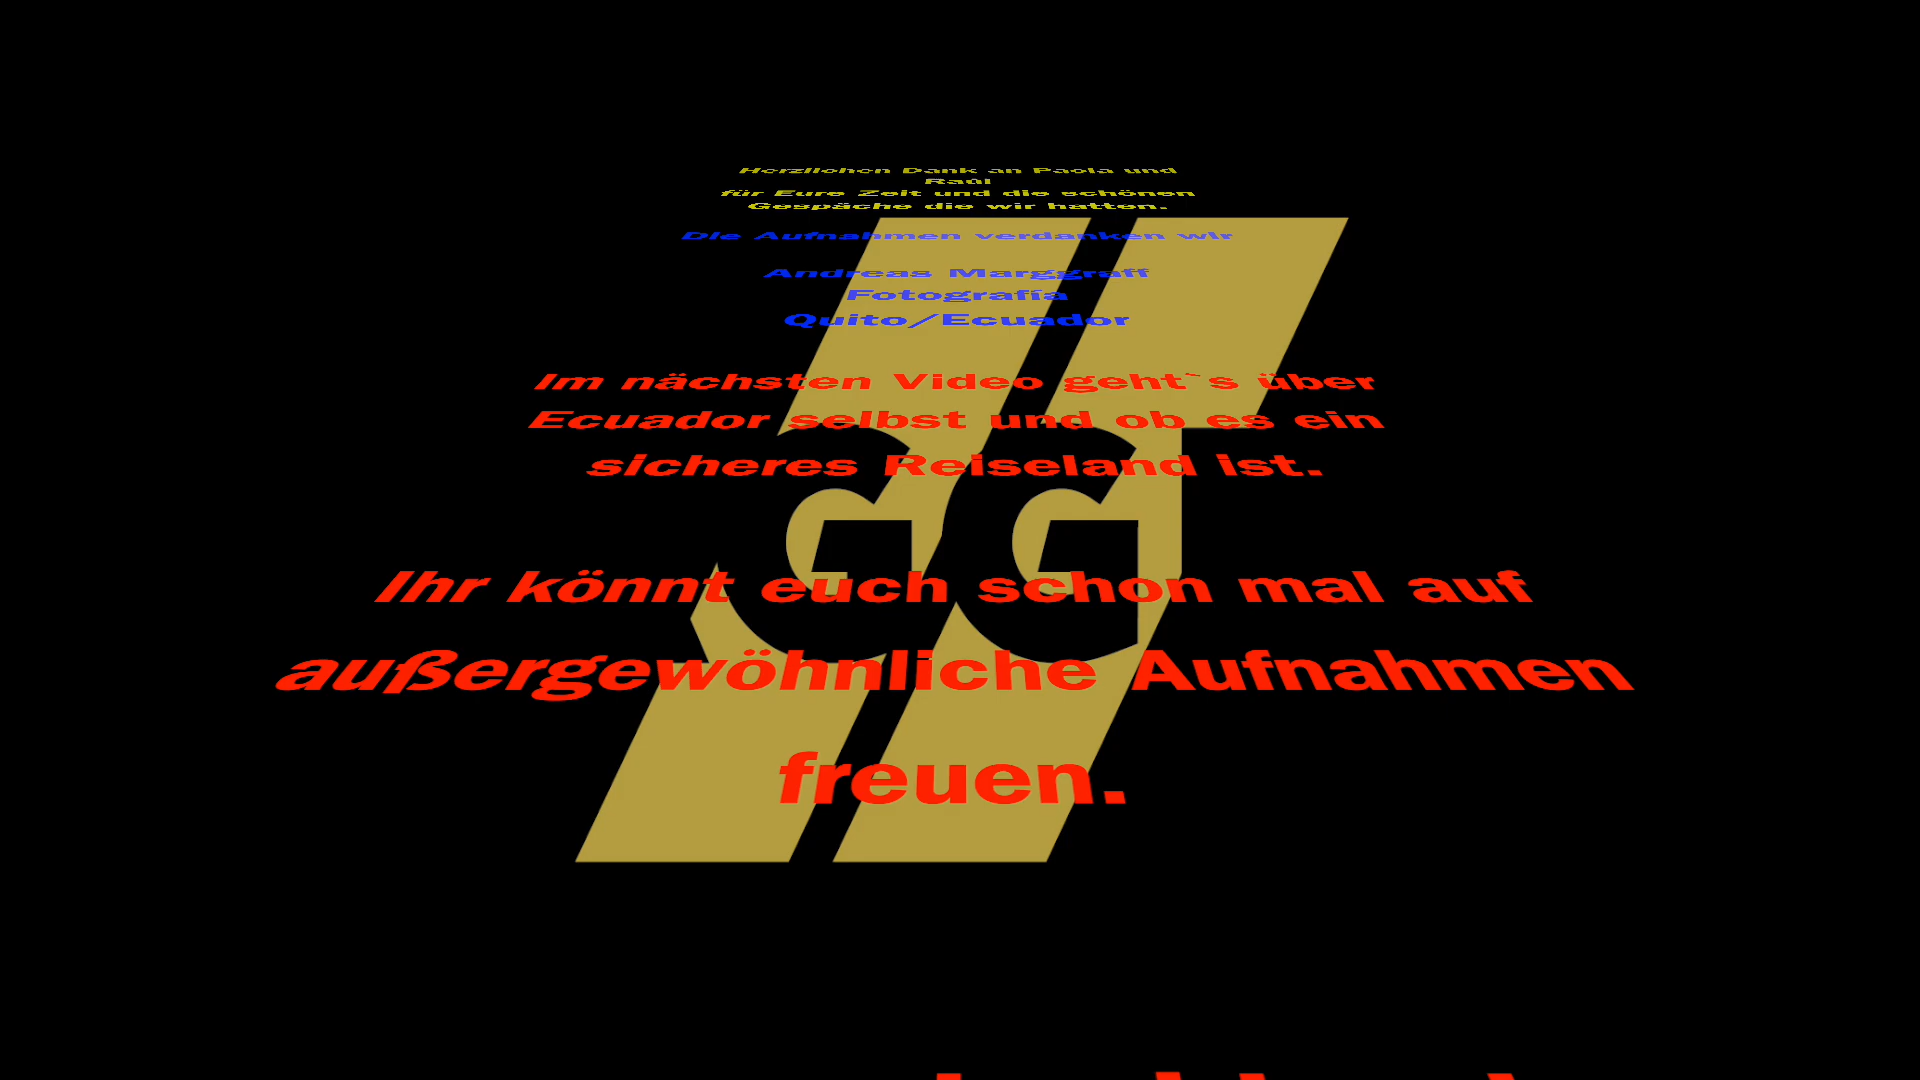 Herzlichen Dank an Paola und
Raúl
für Eure Zeit und die schönen
Gespäche die wir hatten.
Die Aufnahmen verdanken wir
Andreas Marggraff
Fotografía
Quito/Ecuador
Im nächsten Video geht`s über
Ecuador selbst und ob es ein
sicheres Reiseland ist.
GG
Ihr könnt euch schon mal auf
außergewöhnliche Aufnahmen
freuen.